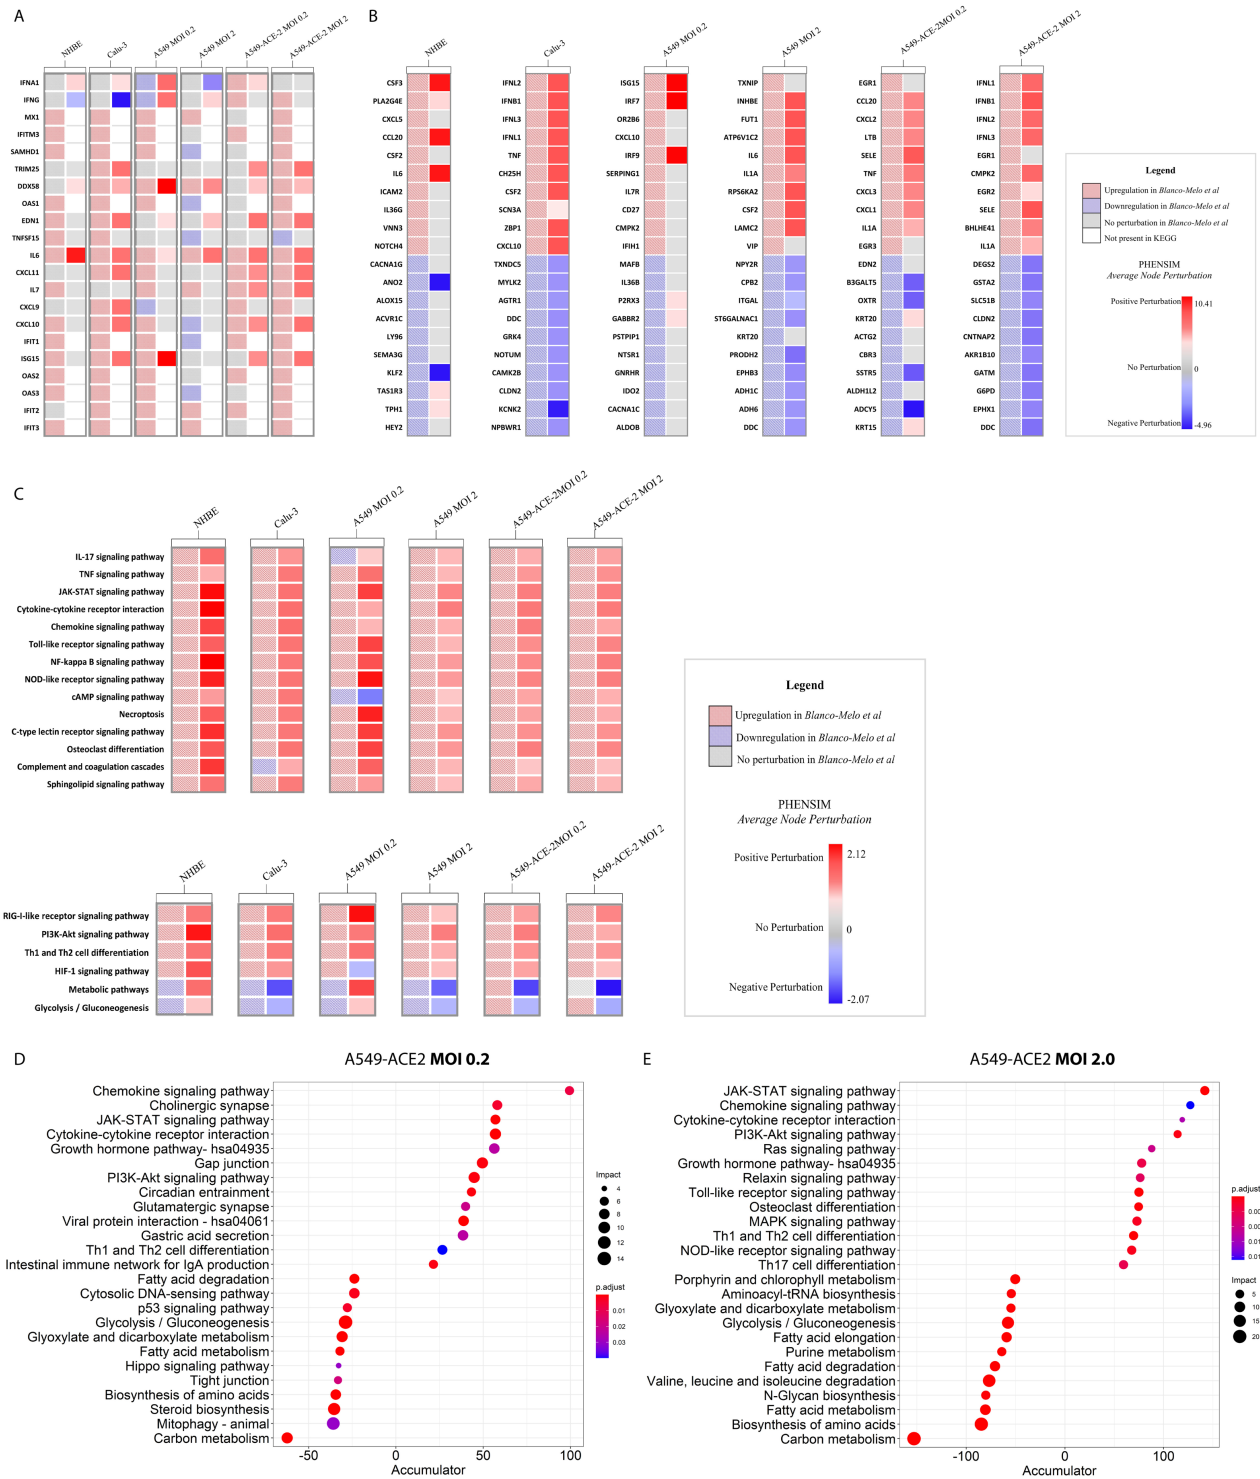 A
NHBE
Calu-3
A549 MOI 0.2
A549 MOI 2
A549-ACE-2 MOI 0.2
A549-ACE-2 MOI 2
IFNA1
IFNG
MX1
IFITM3
SAMHD1
TRIM25
DDX58
OAS1
EDN1
TNFSF15
IL6
CXCL11
IL7
CXCL9
CXCL10
IFIT1
ISG15
OAS2
OAS3
IFIT2
IFIT3
B
NHBE
CSF3
PLA2G4E
CXCL5
CCL20
CSF2
IL6
ICAM2
IL36G
VNN3
NOTCH4
CACNA1G
ANO2
ALOX15
ACVR1C
LY96
SEMA3G
KLF2
TAS1R3
TPH1
HEY2
Calu-3
IFNL2
IFNB1
IFNL3
IFNL1
TNF
CH25H
CSF2
SCN3A
ZBP1
CXCL10
TXNDC5
MYLK2
AGTR1
DDC
GRK4
NOTUM
CAMK2B
CLDN2
KCNK2
NPBWR1
A549 MOI 0.2
ISG15
IRF7
OR2B6
CXCL10
IRF9
SERPING1
IL7R
CD27
CMPK2
IFIH1
MAFB
IL36B
P2RX3
GABBR2
PSTPIP1
NTSR1
GNRHR
IDO2
CACNA1C
ALDOB
A549 MOI 2
TXNIP
INHBE
FUT1
ATP6V1C2
IL6
IL1A
RPS6KA2
CSF2
LAMC2
VIP
NPY2R
CPB2
ITGAL
ST6GALNAC1
KRT20
PRODH2
EPHB3
ADH1C
ADH6
DDC
A549-ACE-2MOI 0.2
EGR1
CCL20
CXCL2
LTB
SELE
TNF
CXCL3
CXCL1
IL1A
EGR3
EDN2
B3GALT5
OXTR
KRT20
ACTG2
CBR3
SSTR5
ALDH1L2
ADCY5
KRT15
A549-ACE-2 MOI 2
IFNL1
IFNB1
IFNL2
IFNL3
EGR1
CMPK2
EGR2
SELE
BHLHE41
IL1A
DEGS2
GSTA2
SLC51B
CLDN2
CNTNAP2
AKR1B10
GATM
G6PD
EPHX1
DDC
Legend
Upregulation in Blanco-Melo et al
Downregulation in Blanco-Melo et al
No perturbation in Blanco-Melo et al
Not present in KEGG
PHENSIM
Average Node Perturbation
Positive Perturbation 10.41
No Perturbation
Negative Perturbation -4.96
C
NHBE
Calu-3
A549 MOI 0.2
A549 MOI 2
A549-ACE-2MOI 0.2
A549-ACE-2 MOI 2
IL-17 signaling pathway
TNF signaling pathway
JAK-STAT signaling pathway
Cytokine-cytokine receptor interaction
Chemokine signaling pathway
Toll-like receptor signaling pathway
NF-kappa B signaling pathway
NOD-like receptor signaling pathway
cAMP signaling pathway
Necroptosis
C-type lectin receptor signaling pathway
Osteoclast differentiation
Complement and coagulation cascades
Sphingolipid signaling pathway
NHBE
Calu-3
A549 MOI 0.2
A549 MOI 2
A549-ACE-2MOI 0.2
A549-ACE-2 MOI 2
RIG-I-like receptor signaling pathway
PI3K-Akt signaling pathway
Th1 and Th2 cell differentiation
HIF-1 signaling pathway
Metabolic pathways
Glycolysis / Gluconeogenesis
Legend
Upregulation in Blanco-Melo et al
Downregulation in Blanco-Melo et al
No perturbation in Blanco-Melo et al
PHENSIM
Average Node Perturbation
Positive Perturbation 2.12
No Perturbation 0
Negative Perturbation -2.07
D
A549-ACE2 MOI 0.2
Chemokine signaling pathway
Cholinergic synapse
JAK-STAT signaling pathway
Cytokine-cytokine receptor interaction
Growth hormone pathway- hsa04935
Gap junction
PI3K-Akt signaling pathway
Circadian entrainment
Glutamatergic synapse
Viral protein interaction - hsa04061
Gastric acid secretion
Th1 and Th2 cell differentiation
Intestinal immune network for IgA production
Fatty acid degradation
Cytosolic DNA-sensing pathway
p53 signaling pathway
Glycolysis / Gluconeogenesis
Glyoxylate and dicarboxylate metabolism
Fatty acid metabolism
Hippo signaling pathway
Tight junction
Biosynthesis of amino acids
Steroid biosynthesis
Mitophagy - animal
Carbon metabolism
-50 0 50 100
Accumulator
Impact
4
6
8
10
12
14
p.adjust
0.01
0.02
0.03
E
A549-ACE2 MOI 2.0
JAK-STAT signaling pathway
Chemokine signaling pathway
Cytokine-cytokine receptor interaction
PI3K-Akt signaling pathway
Ras signaling pathway
Growth hormone pathway- hsa04935
Relaxin signaling pathway
Toll-like receptor signaling pathway
Osteoclast differentiation
MAPK signaling pathway
Th1 and Th2 cell differentiation
NOD-like receptor signaling pathway
Th17 cell differentiation
Porphyrin and chlorophyll metabolism
Aminoacyl-tRNA biosynthesis
Glyoxylate and dicarboxylate metabolism
Glycolysis / Gluconeogenesis
Fatty acid elongation
Purine metabolism
Fatty acid degradation
Valine, leucine and isoleucine degradation
N-Glycan biosynthesis
Fatty acid metabolism
Biosynthesis of amino acids
Carbon metabolism
-100 0 100
Accumulator
p.adjust
0.00
0.00
0.01
0.01
Impact
5
10
15
20